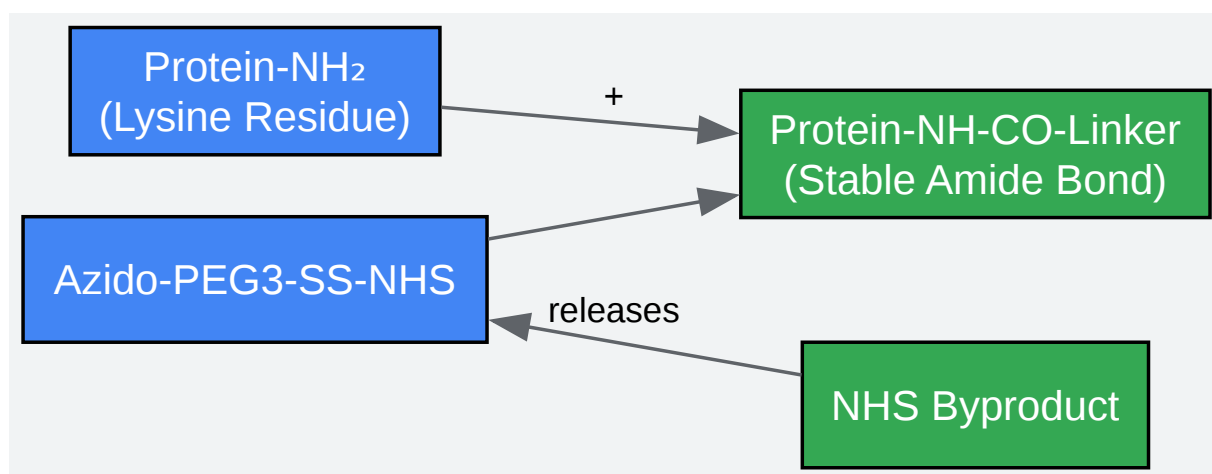 Protein-NH₂
(Lysine Residue)
+
Protein-NH-CO-Linker
(Stable Amide Bond)
Azido-PEG3-SS-NHS
releases
NHS Byproduct